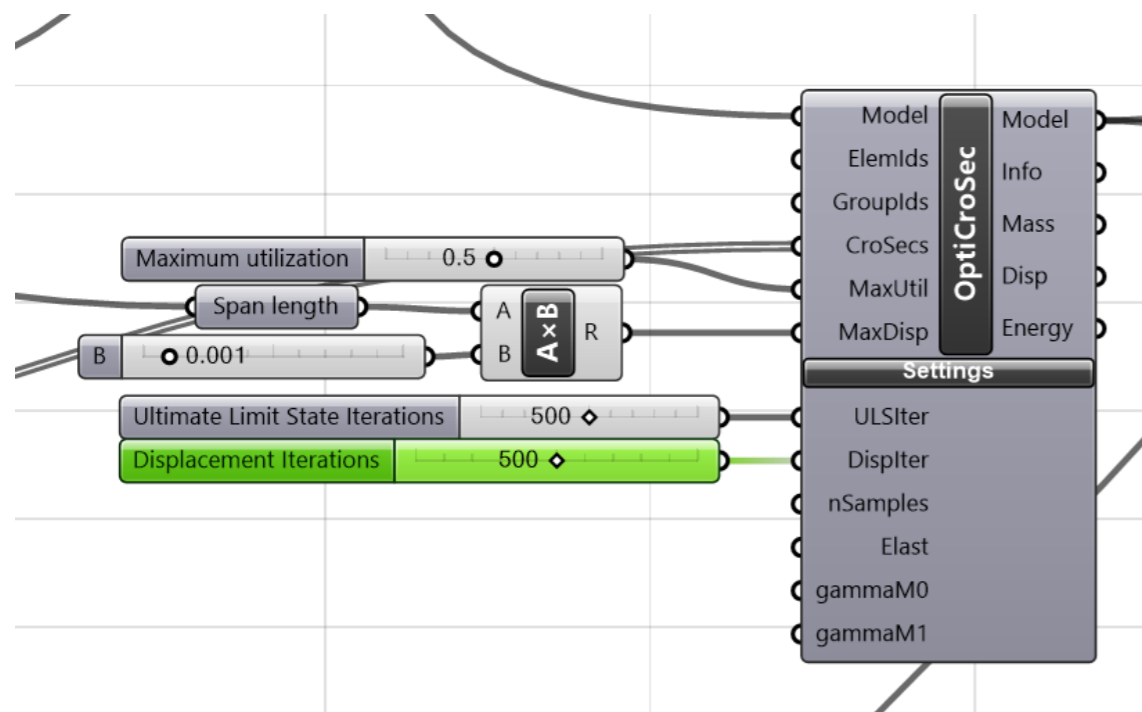 Maximum utilization 0.5
Span length
B 0.001
A
B
A×B
R
Ultimate Limit State Iterations 500
Displacement Iterations 500
Model
ElemIds
GroupIds
CroSecs
MaxUtil
MaxDisp
OptiCroSec
Model
Info
Mass
Disp
Energy
Settings
ULSIter
DispIter
nSamples
Elast
gammaM0
gammaM1